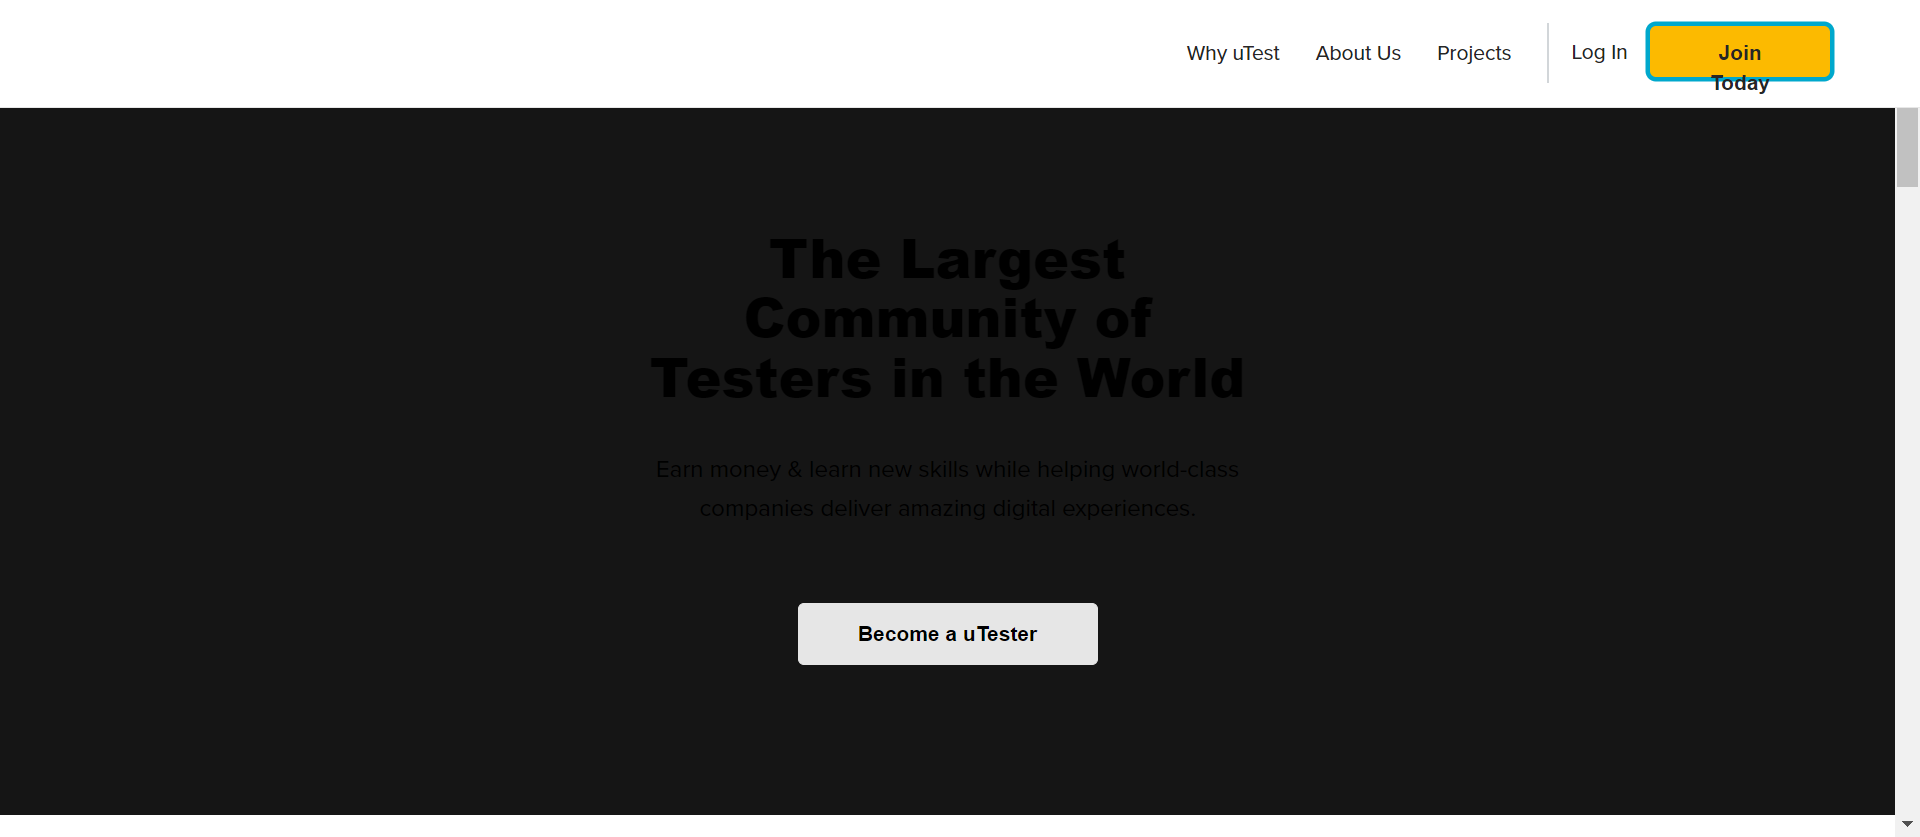 Why uTest
About Us
Projects
Log In
Join
Today
The Largest
Community of
Testers in the World
Earn money & learn new skills while helping world-class
companies deliver amazing digital experiences.
Become a uTester